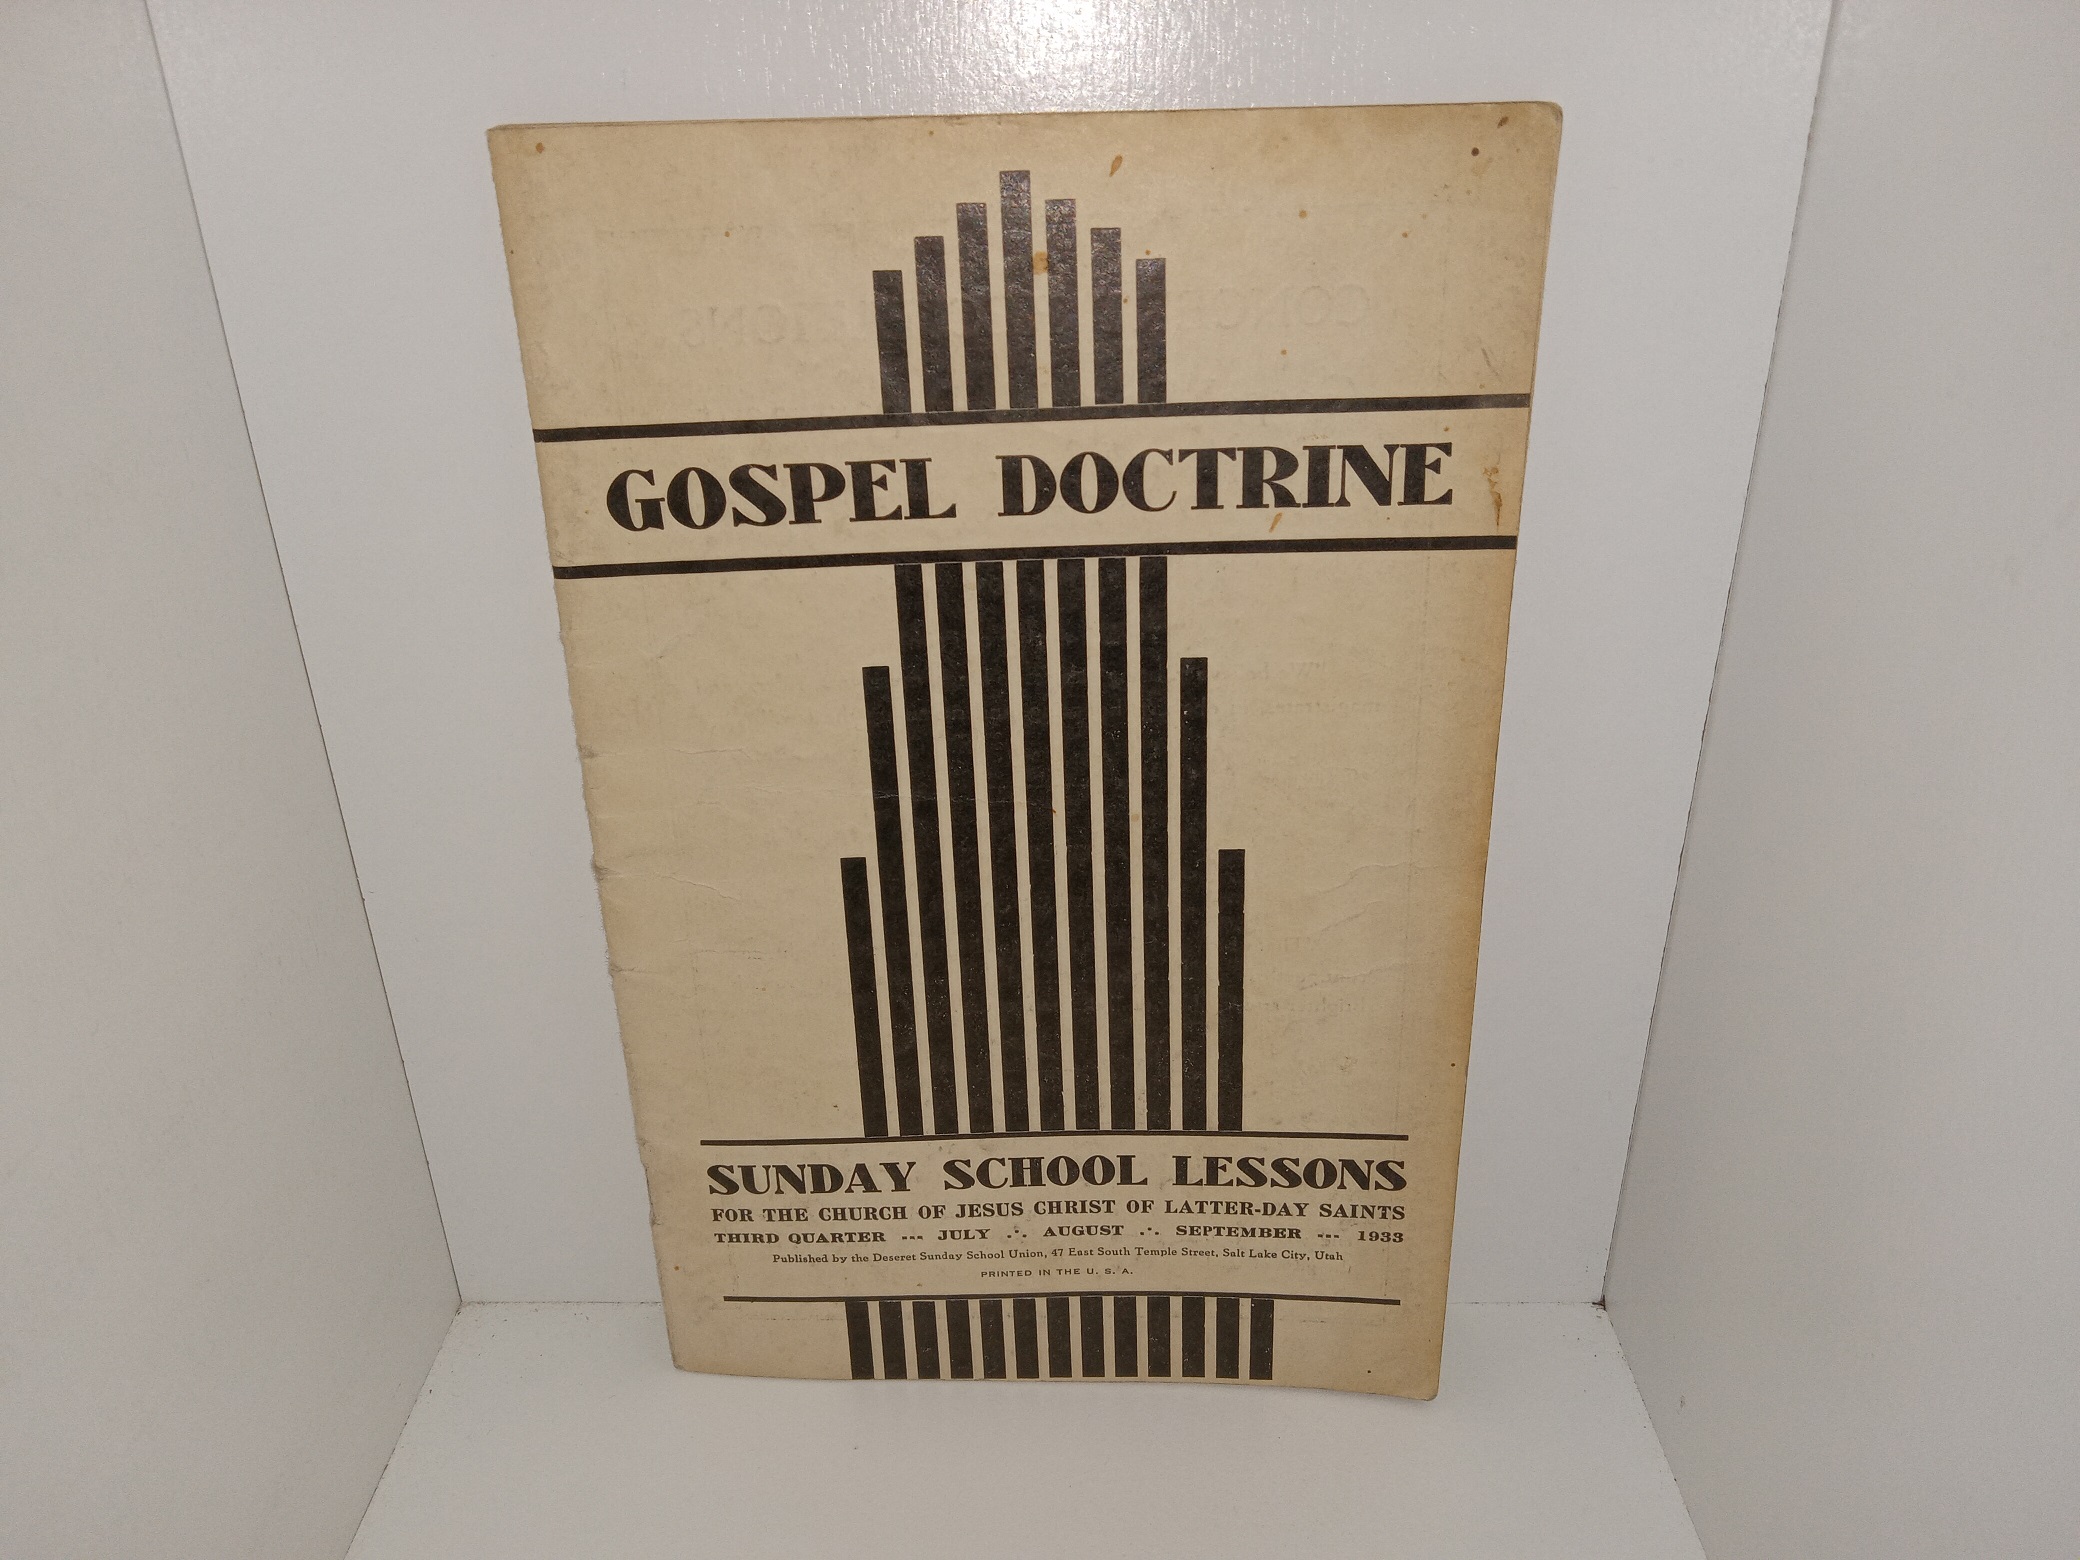 GOSPEL DOCTRINE
SUNDAY SCHOOL LESSONS
FOR THE CHURCH OF JESUS CHRIST OF LATTER-DAY SAINTS
THIRD QUARTER --- JULY .·. AUGUST .·. SEPTEMBER --- 1933
Published by the Deseret Sunday School Union, 47 East South Temple Street, Salt Lake City, Utah
PRINTED IN THE U. S. A.